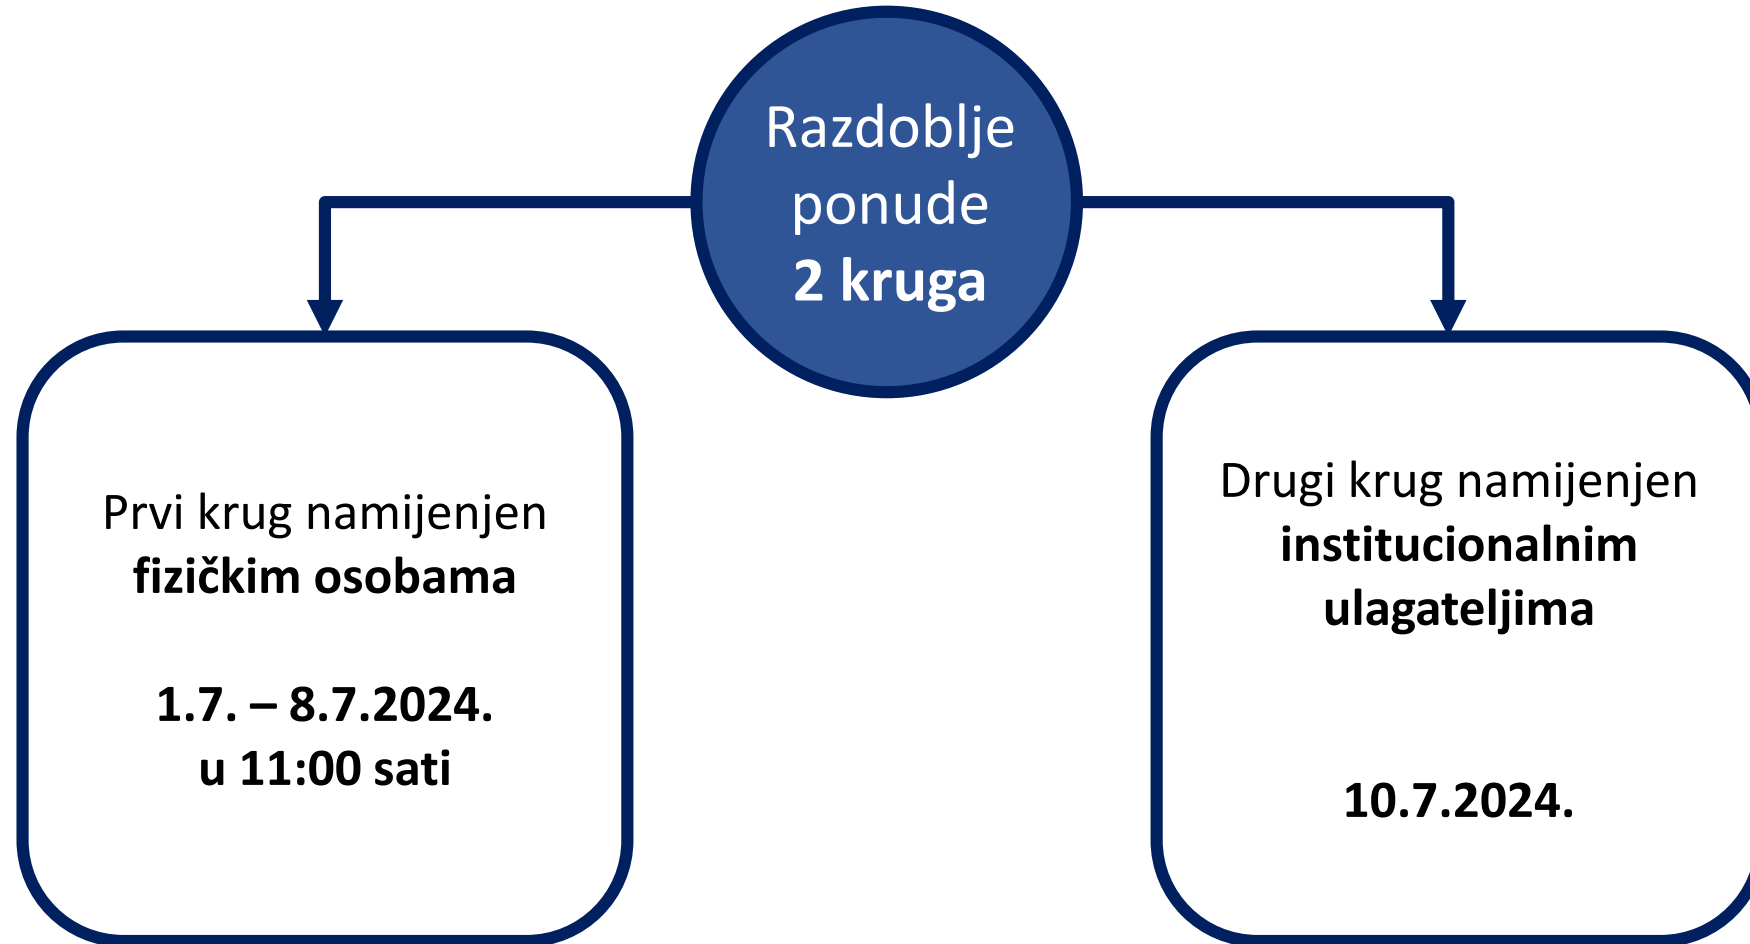 Razdoblje
ponude
2 kruga
Prvi krug namijenjen
fizičkim osobama
1.7. – 8.7.2024.
u 11:00 sati
Drugi krug namijenjen
institucionalnim
ulagateljima
10.7.2024.